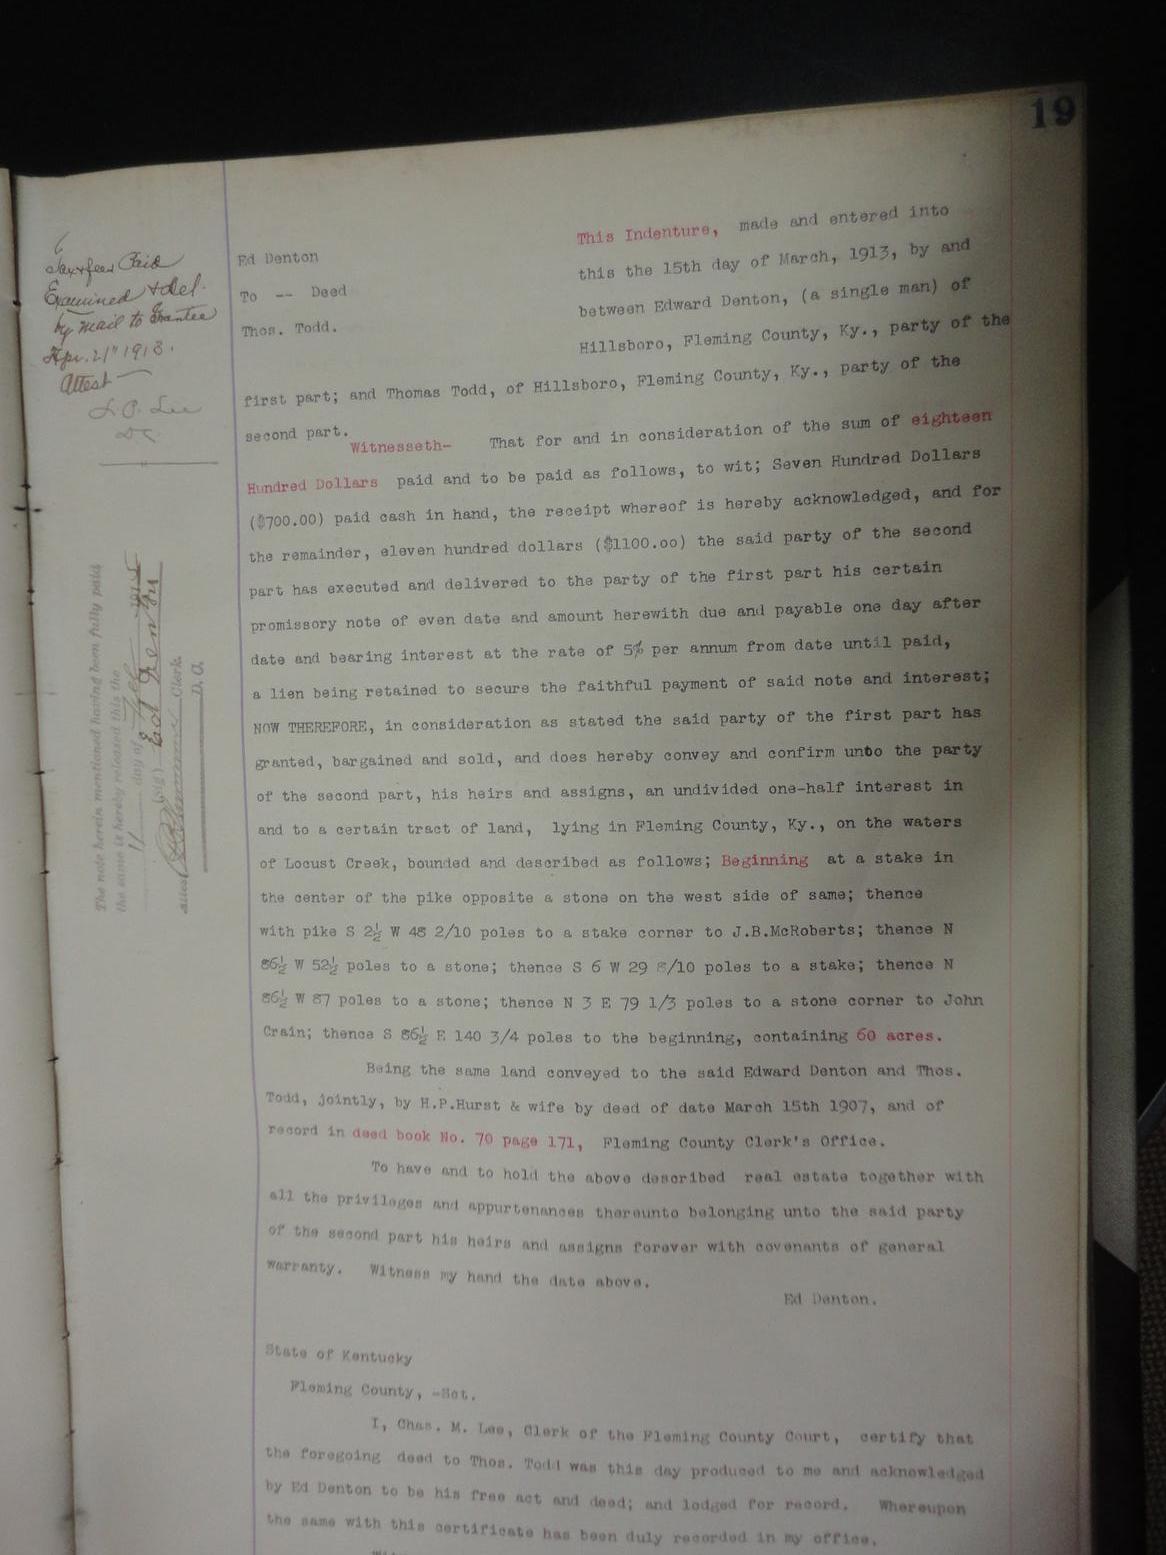 19
Tax & fees Paid
Examined & del.
by mail to Grantee
Apr. 21" 1913.
Attest
Lee
D C
The note herein mentioned having been fully paid
the same is hereby released this the
11 day of Feb 1915
(sig) Ed Denton
Attest Clerk.
D. C.
Ed Denton
To -- Deed
Thos. Todd.
This Indenture, made and entered into
this the 15th day of March, 1913, by and
between Edward Denton, (a single man) of
Hillsboro, Fleming County, Ky., party of the
first part; and Thomas Todd, of Hillsboro, Fleming County, Ky., party of the
second part.
Witnesseth- That for and in consideration of the sum of eighteen
Hundred Dollars paid and to be paid as follows, to wit; Seven Hundred Dollars
($700.00) paid cash in hand, the receipt whereof is hereby acknowledged, and for
the remainder, eleven hundred dollars ($1100.oo) the said party of the second
part has executed and delivered to the party of the first part his certain
promissory note of even date and amount herewith due and payable one day after
date and bearing interest at the rate of 5% per annum from date until paid,
a lien being retained to secure the faithful payment of said note and interest;
NOW THEREFORE, in consideration as stated the said party of the first part has
granted, bargained and sold, and does hereby convey and confirm unto the party
of the second part, his heirs and assigns, an undivided one-half interest in
and to a certain tract of land, lying in Fleming County, Ky., on the waters
of Locust Creek, bounded and described as follows; Beginning at a stake in
the center of the pike opposite a stone on the west side of same; thence
with pike S 2½ W 48 2/10 poles to a stake corner to J.B.McRoberts; thence N
86½ W 52½ poles to a stone; thence S 6 W 29 8/10 poles to a stake; thence N
86½ W 87 poles to a stone; thence N 3 E 79 1/3 poles to a stone corner to John
Crain; thence S 86½ E 140 3/4 poles to the beginning, containing 60 acres.
Being the same land conveyed to the said Edward Denton and Thos.
Todd, jointly, by H.P.Hurst & wife by deed of date March 15th 1907, and of
record in deed book No. 70 page 171, Fleming County Clerk's Office.
To have and to hold the above described real estate together with
all the privileges and appurtenances thereunto belonging unto the said party
of the second part his heirs and assigns forever with covenants of general
warranty. Witness my hand the date above.
Ed Denton.
State of Kentucky
Fleming County, -Sct.
I, Chas. M. Lee, Clerk of the Fleming County Court, certify that
the foregoing deed to Thos. Todd was this day produced to me and acknowledged
by Ed Denton to be his free act and deed; and lodged for record. Whereupon
the same with this certificate has been duly recorded in my office.